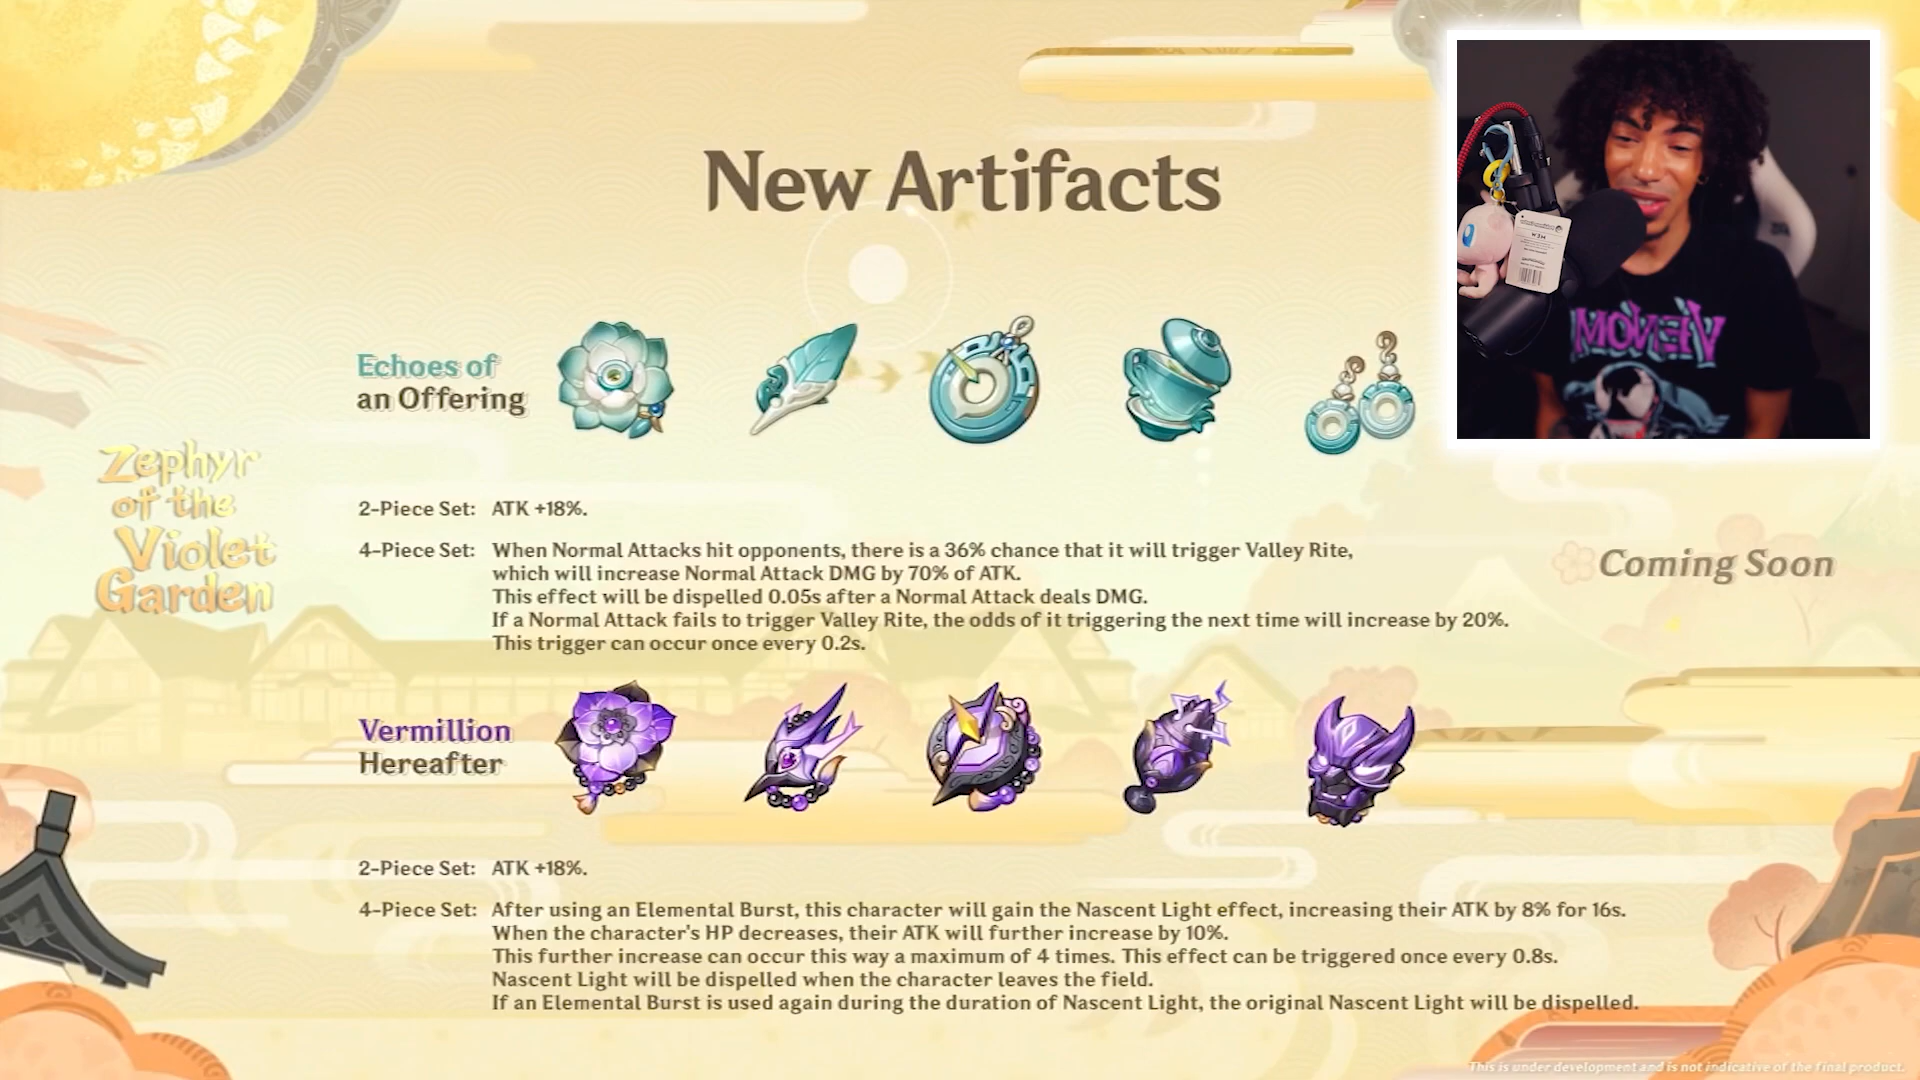 New Artifacts
Echoes of
an Offering
Zephyr
of the
Violet
Garden
2-Piece Set: ATK +18%.
4-Piece Set: When Normal Attacks hit opponents, there is a 36% chance that it will trigger Valley Rite,
which will increase Normal Attack DMG by 70% of ATK.
This effect will be dispelled 0.05s after a Normal Attack deals DMG.
If a Normal Attack fails to trigger Valley Rite, the odds of it triggering the next time will increase by 20%.
This trigger can occur once every 0.2s.
Coming Soon
Vermillion
Hereafter
2-Piece Set: ATK +18%.
4-Piece Set: After using an Elemental Burst, this character will gain the Nascent Light effect, increasing their ATK by 8% for 16s.
When the character's HP decreases, their ATK will further increase by 10%.
This further increase can occur this way a maximum of 4 times. This effect can be triggered once every 0.8s.
Nascent Light will be dispelled when the character leaves the field.
If an Elemental Burst is used again during the duration of Nascent Light, the original Nascent Light will be dispelled.
This is under development and is not indicative of the final product.
VENOM